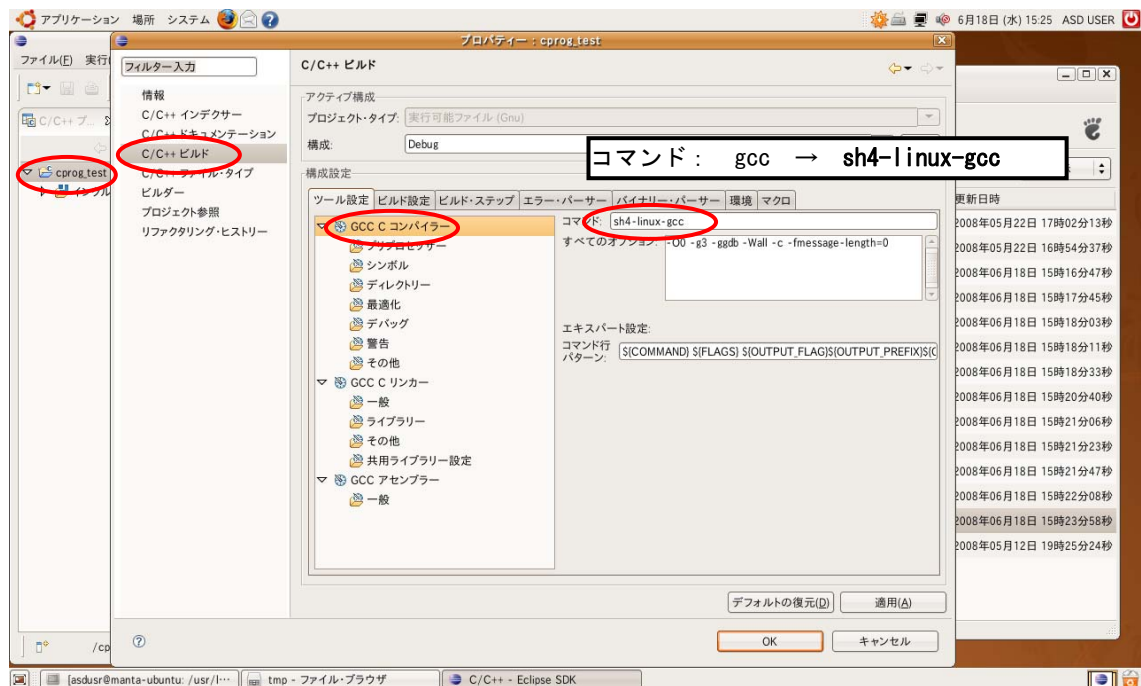 アプリケーション 場所 システム
6月18日 (水) 15:25 ASD USER
プロパティー : cprog_test
ファイル(E) 実行
フィルター入力
C/C++ ビルド
情報
C/C++ インデクサー
C/C++ ドキュメンテーション
C/C++ ビルド
C/C++ ファイル・タイプ
ビルダー
プロジェクト参照
リファクタリング・ヒストリー
C/C++ プ...
cprog_test
インクル
アクティブ構成
プロジェクト・タイプ: 実行可能ファイル (Gnu)
構成: Debug
コマンド： gcc → sh4-linux-gcc
構成設定
ツール設定 ビルド設定 ビルド・ステップ エラー・パーサー バイナリー・パーサー 環境 マクロ
GCC C コンパイラー
プリプロセッサー
シンボル
ディレクトリー
最適化
デバッグ
警告
その他
GCC C リンカー
一般
ライブラリー
その他
共用ライブラリー設定
GCC アセンブラー
一般
コマンド: sh4-linux-gcc
すべてのオプション: -O0 -g3 -ggdb -Wall -c -fmessage-length=0
エキスパート設定:
コマンド行
パターン: ${COMMAND} ${FLAGS} ${OUTPUT_FLAG}${OUTPUT_PREFIX}${O
更新日時
2008年05月22日 17時02分13秒
2008年05月22日 16時54分37秒
2008年06月18日 15時16分47秒
2008年06月18日 15時17分45秒
2008年06月18日 15時18分03秒
2008年06月18日 15時18分11秒
2008年06月18日 15時18分33秒
2008年06月18日 15時20分40秒
2008年06月18日 15時21分06秒
2008年06月18日 15時21分23秒
2008年06月18日 15時21分47秒
2008年06月18日 15時22分08秒
2008年06月18日 15時23分58秒
2008年05月12日 19時25分24秒
デフォルトの復元(D) 適用(A)
OK キャンセル
/cp
[asdusr@manta-ubuntu: /usr/l… tmp - ファイル・ブラウザ C/C++ - Eclipse SDK